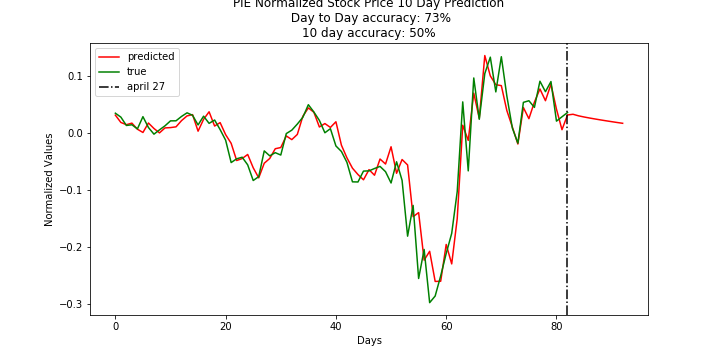 PIE Normalized Stock Price 10 Day Prediction
Day to Day accuracy: 73%
10 day accuracy: 50%
predicted
true
april 27
Normalized Values
0.1
0.0
−0.1
−0.2
−0.3
0
20
40
60
80
Days